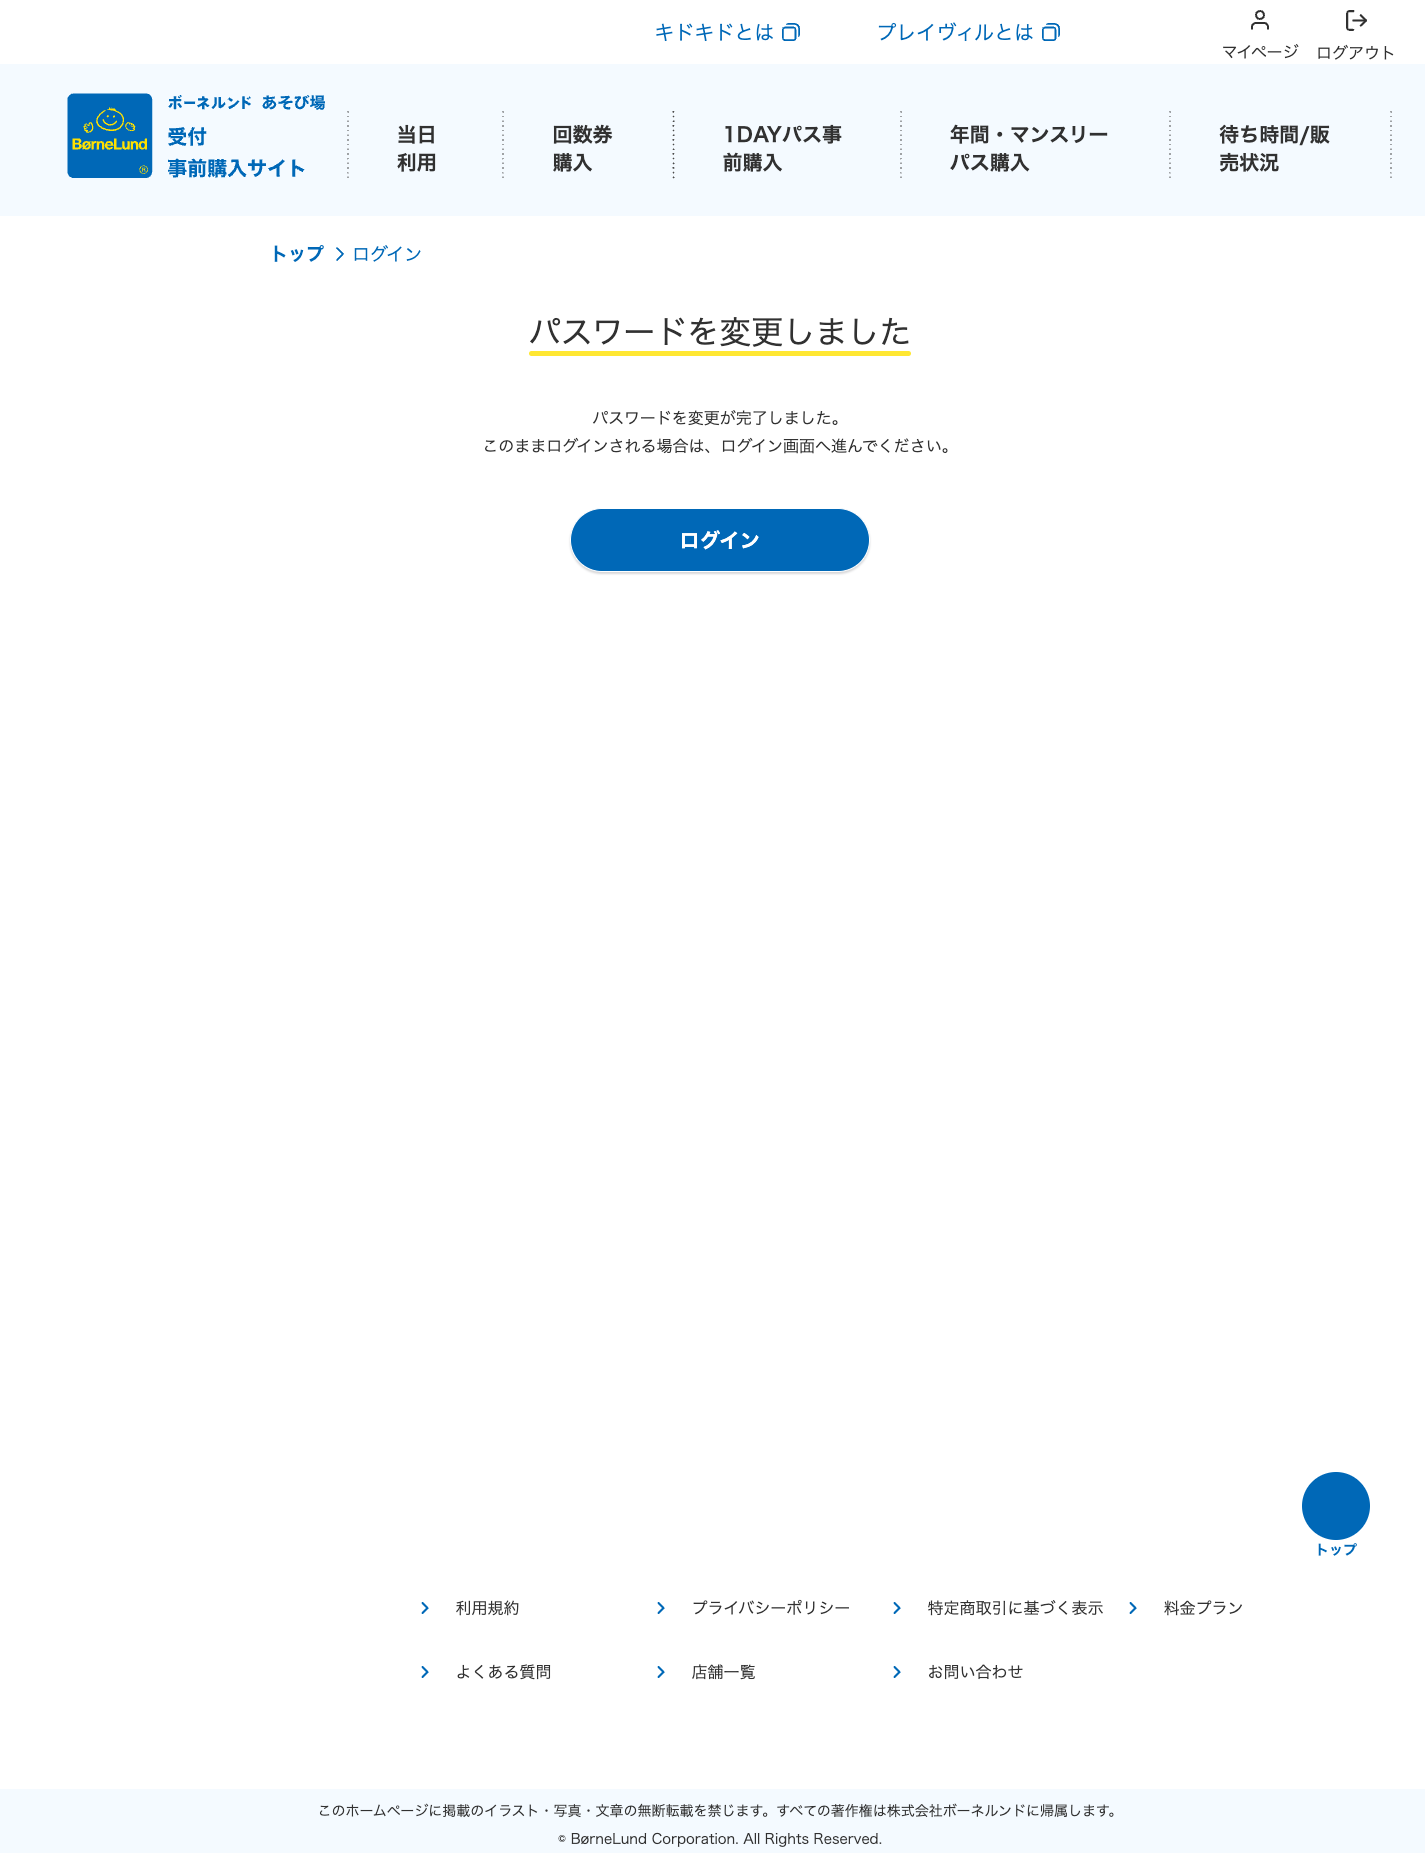 キドキドとは
プレイヴィルとは
マイページ
ログアウト
BørneLund
®
ボーネルンド あそび場
受付
事前購入サイト
当日
利用
回数券
購入
1DAYパス事
前購入
年間・マンスリー
パス購入
待ち時間/販
売状況
トップ
ログイン
パスワードを変更しました
パスワードを変更が完了しました。
このままログインされる場合は、ログイン画面へ進んでください。
ログイン
トップ
利用規約
プライバシーポリシー
特定商取引に基づく表示
料金プラン
よくある質問
店舗一覧
お問い合わせ
このホームページに掲載のイラスト・写真・文章の無断転載を禁じます。すべての著作権は株式会社ボーネルンドに帰属します。
© BørneLund Corporation. All Rights Reserved.